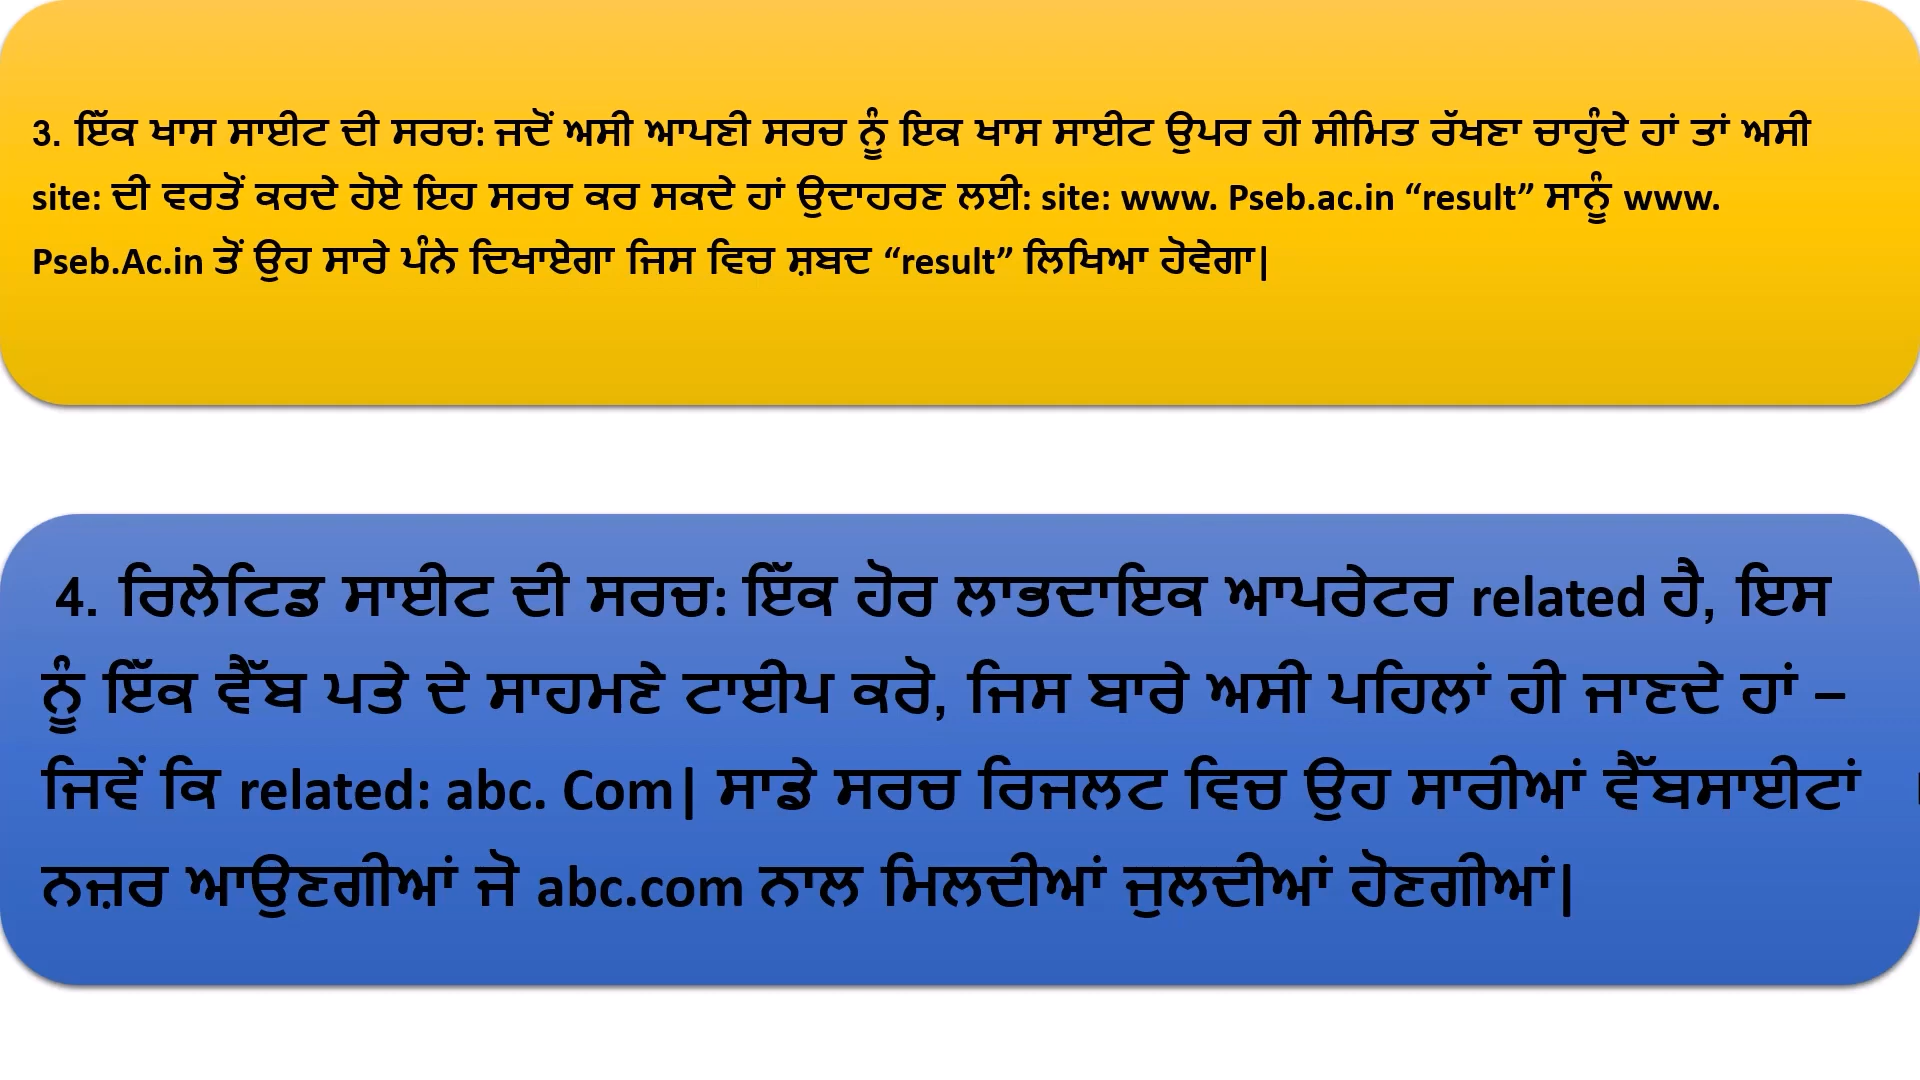 3. ਇੱਕ ਖਾਸ ਸਾਈਟ ਦੀ ਸਰਚ: ਜਦੋਂ ਅਸੀ ਆਪਣੀ ਸਰਚ ਨੂੰ ਇਕ ਖਾਸ ਸਾਈਟ ਉਪਰ ਹੀ ਸੀਮਿਤ ਰੱਖਣਾ ਚਾਹੁੰਦੇ ਹਾਂ ਤਾਂ ਅਸੀ
site: ਦੀ ਵਰਤੋਂ ਕਰਦੇ ਹੋਏ ਇਹ ਸਰਚ ਕਰ ਸਕਦੇ ਹਾਂ ਉਦਾਹਰਣ ਲਈ: site: www. Pseb.ac.in “result” ਸਾਨੂੰ www.
Pseb.Ac.in ਤੋਂ ਉਹ ਸਾਰੇ ਪੰਨੇ ਦਿਖਾਏਗਾ ਜਿਸ ਵਿਚ ਸ਼ਬਦ “result” ਲਿਖਿਆ ਹੋਵੇਗਾ|
4. ਰਿਲੇਟਿਡ ਸਾਈਟ ਦੀ ਸਰਚ: ਇੱਕ ਹੋਰ ਲਾਭਦਾਇਕ ਆਪਰੇਟਰ related ਹੈ, ਇਸ
ਨੂੰ ਇੱਕ ਵੈੱਬ ਪਤੇ ਦੇ ਸਾਹਮਣੇ ਟਾਈਪ ਕਰੋ, ਜਿਸ ਬਾਰੇ ਅਸੀ ਪਹਿਲਾਂ ਹੀ ਜਾਣਦੇ ਹਾਂ –
ਜਿਵੇਂ ਕਿ related: abc. Com| ਸਾਡੇ ਸਰਚ ਰਿਜਲਟ ਵਿਚ ਉਹ ਸਾਰੀਆਂ ਵੈੱਬਸਾਈਟਾਂ
ਨਜ਼ਰ ਆਉਣਗੀਆਂ ਜੋ abc.com ਨਾਲ ਮਿਲਦੀਆਂ ਜੁਲਦੀਆਂ ਹੋਣਗੀਆਂ|